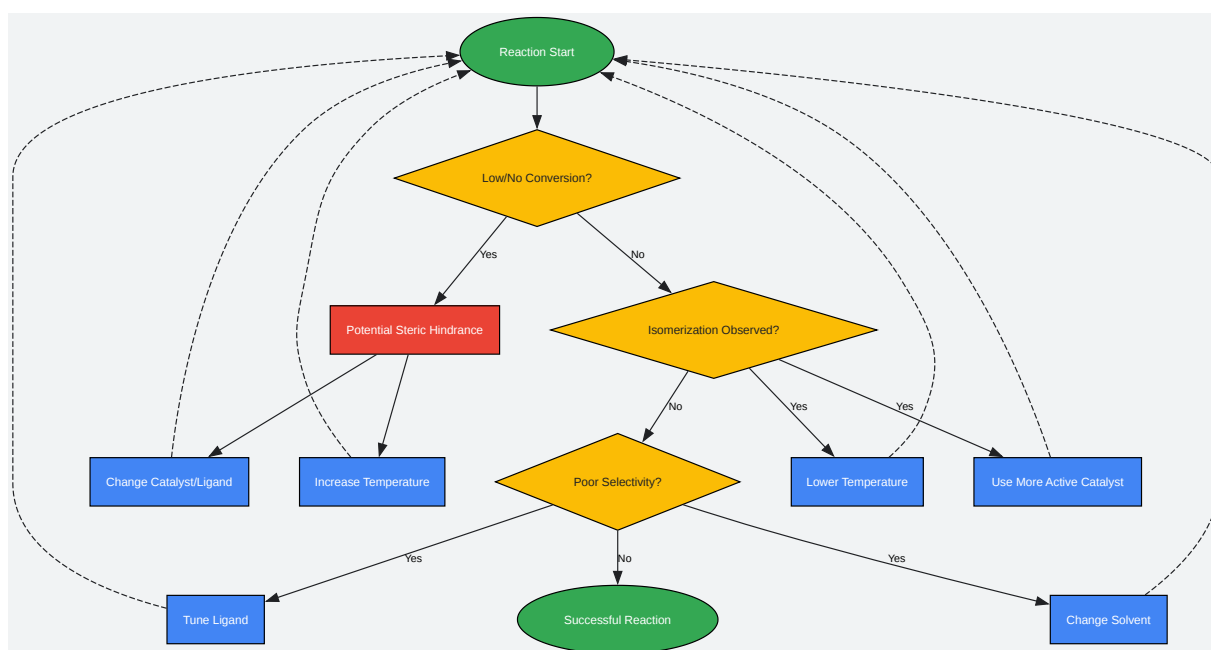 Reaction Start
Low/No Conversion?
Yes
No
Potential Steric Hindrance
Isomerization Observed?
No
Yes
Yes
Change Catalyst/Ligand
Increase Temperature
Poor Selectivity?
Lower Temperature
Use More Active Catalyst
Yes
No
Yes
Tune Ligand
Successful Reaction
Change Solvent